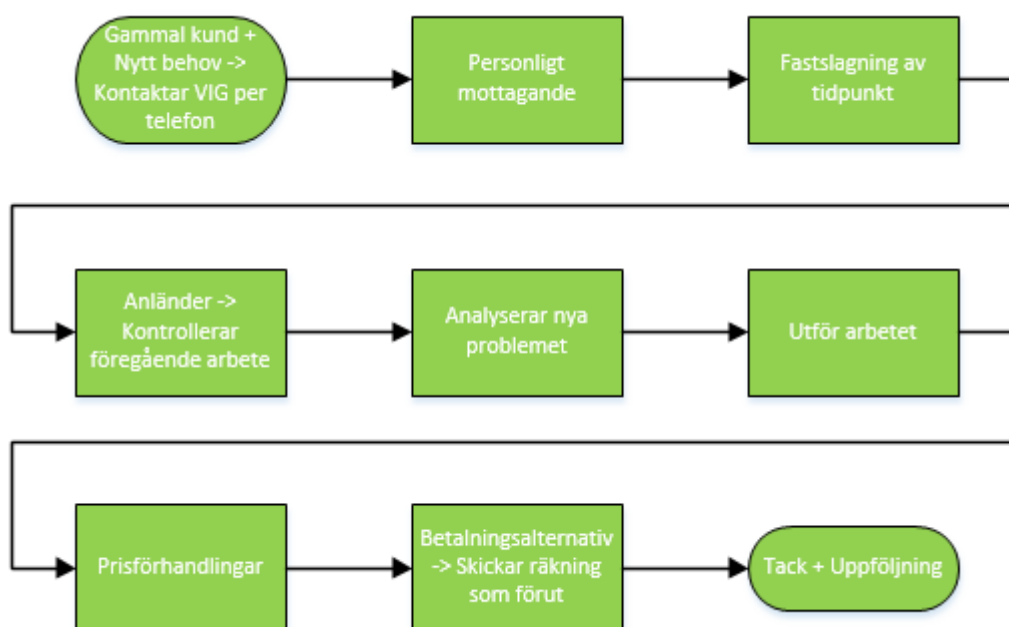 Gammal kund +
Nytt behov ->
Kontaktar VIG per
telefon
Personligt
mottagande
Fastslagning av
tidpunkt
Anländer ->
Kontrollerar
föregående arbete
Analyserar nya
problemet
Utför arbetet
Prisförhandlingar
Betalningsalternativ
-> Skickar räkning
som förut
Tack + Uppföljning